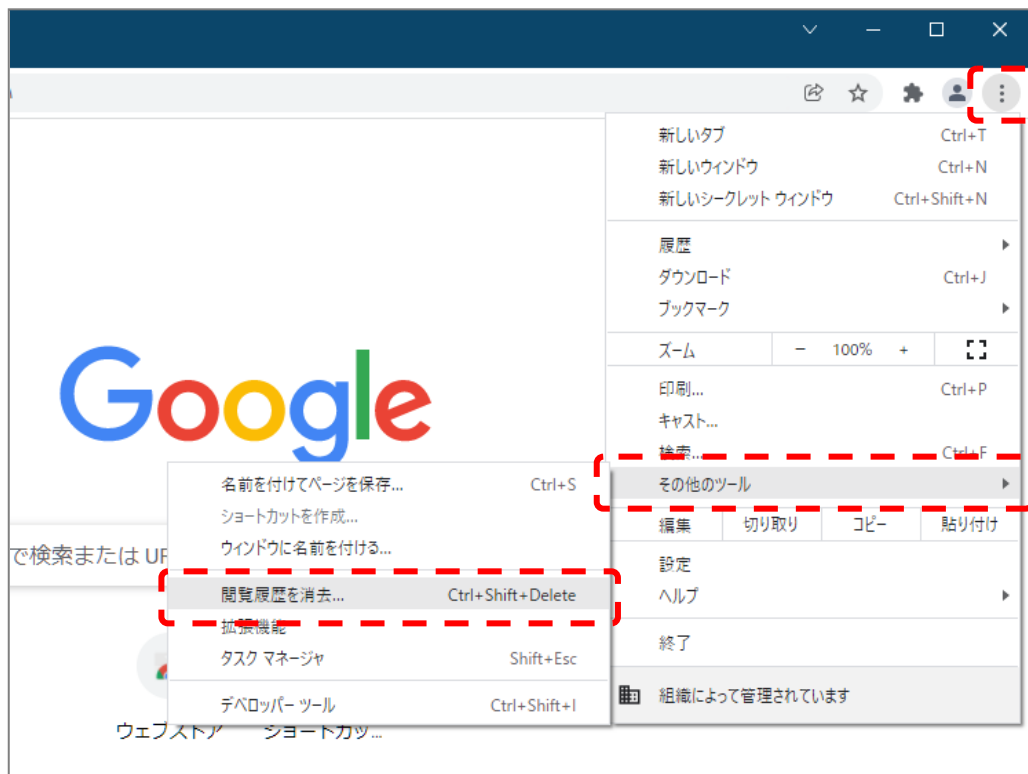 新しいタブ Ctrl+T
新しいウィンドウ Ctrl+N
新しいシークレット ウィンドウ Ctrl+Shift+N
履歴
ダウンロード Ctrl+J
ブックマーク
ズーム － 100% +
印刷... Ctrl+P
キャスト...
検索... Ctrl+F
その他のツール
編集 切り取り コピー 貼り付け
設定
ヘルプ
終了
組織によって管理されています
Google
名前を付けてページを保存... Ctrl+S
ショートカットを作成...
ウィンドウに名前を付ける...
閲覧履歴を消去... Ctrl+Shift+Delete
拡張機能
タスク マネージャ Shift+Esc
デベロッパー ツール Ctrl+Shift+I
で検索または UR
ウェブストア ショートカッ...